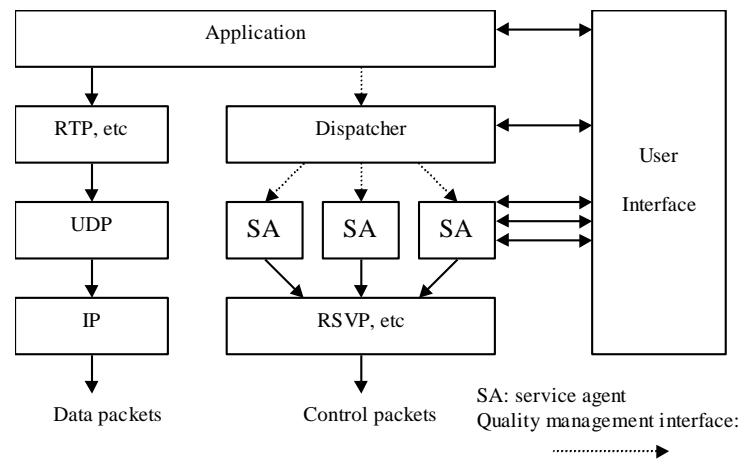 Application
RTP, etc
Dispatcher
User
Interface
UDP
SA
SA
SA
IP
RSVP, etc
Data packets
Control packets
SA: service agent
Quality management interface: